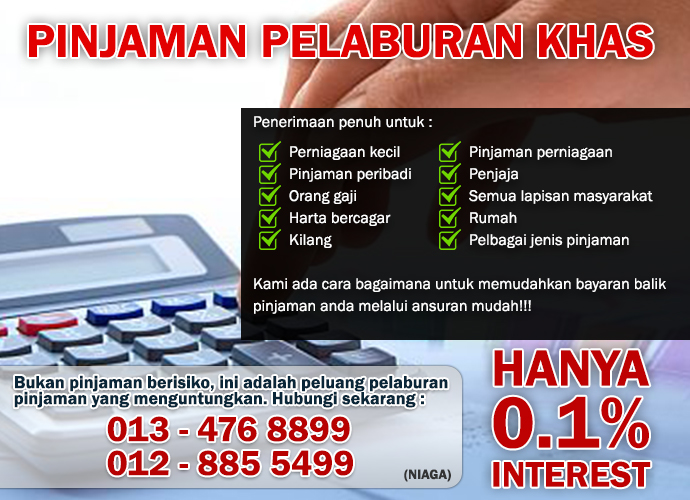 PINJAMAN PELABURAN KHAS
Penerimaan penuh untuk :
Perniagaan kecil
Pinjaman peribadi
Orang gaji
Harta bercagar
Kilang
Pinjaman perniagaan
Penjaja
Semua lapisan masyarakat
Rumah
Pelbagai jenis pinjaman
Kami ada cara bagaimana untuk memudahkan bayaran balik
pinjaman anda melalui ansuran mudah!!!
Bukan pinjaman berisiko, ini adalah peluang pelaburan
pinjaman yang menguntungkan. Hubungi sekarang :
013 - 476 8899
012 - 885 5499
(NIAGA)
HANYA
0.1%
INTEREST